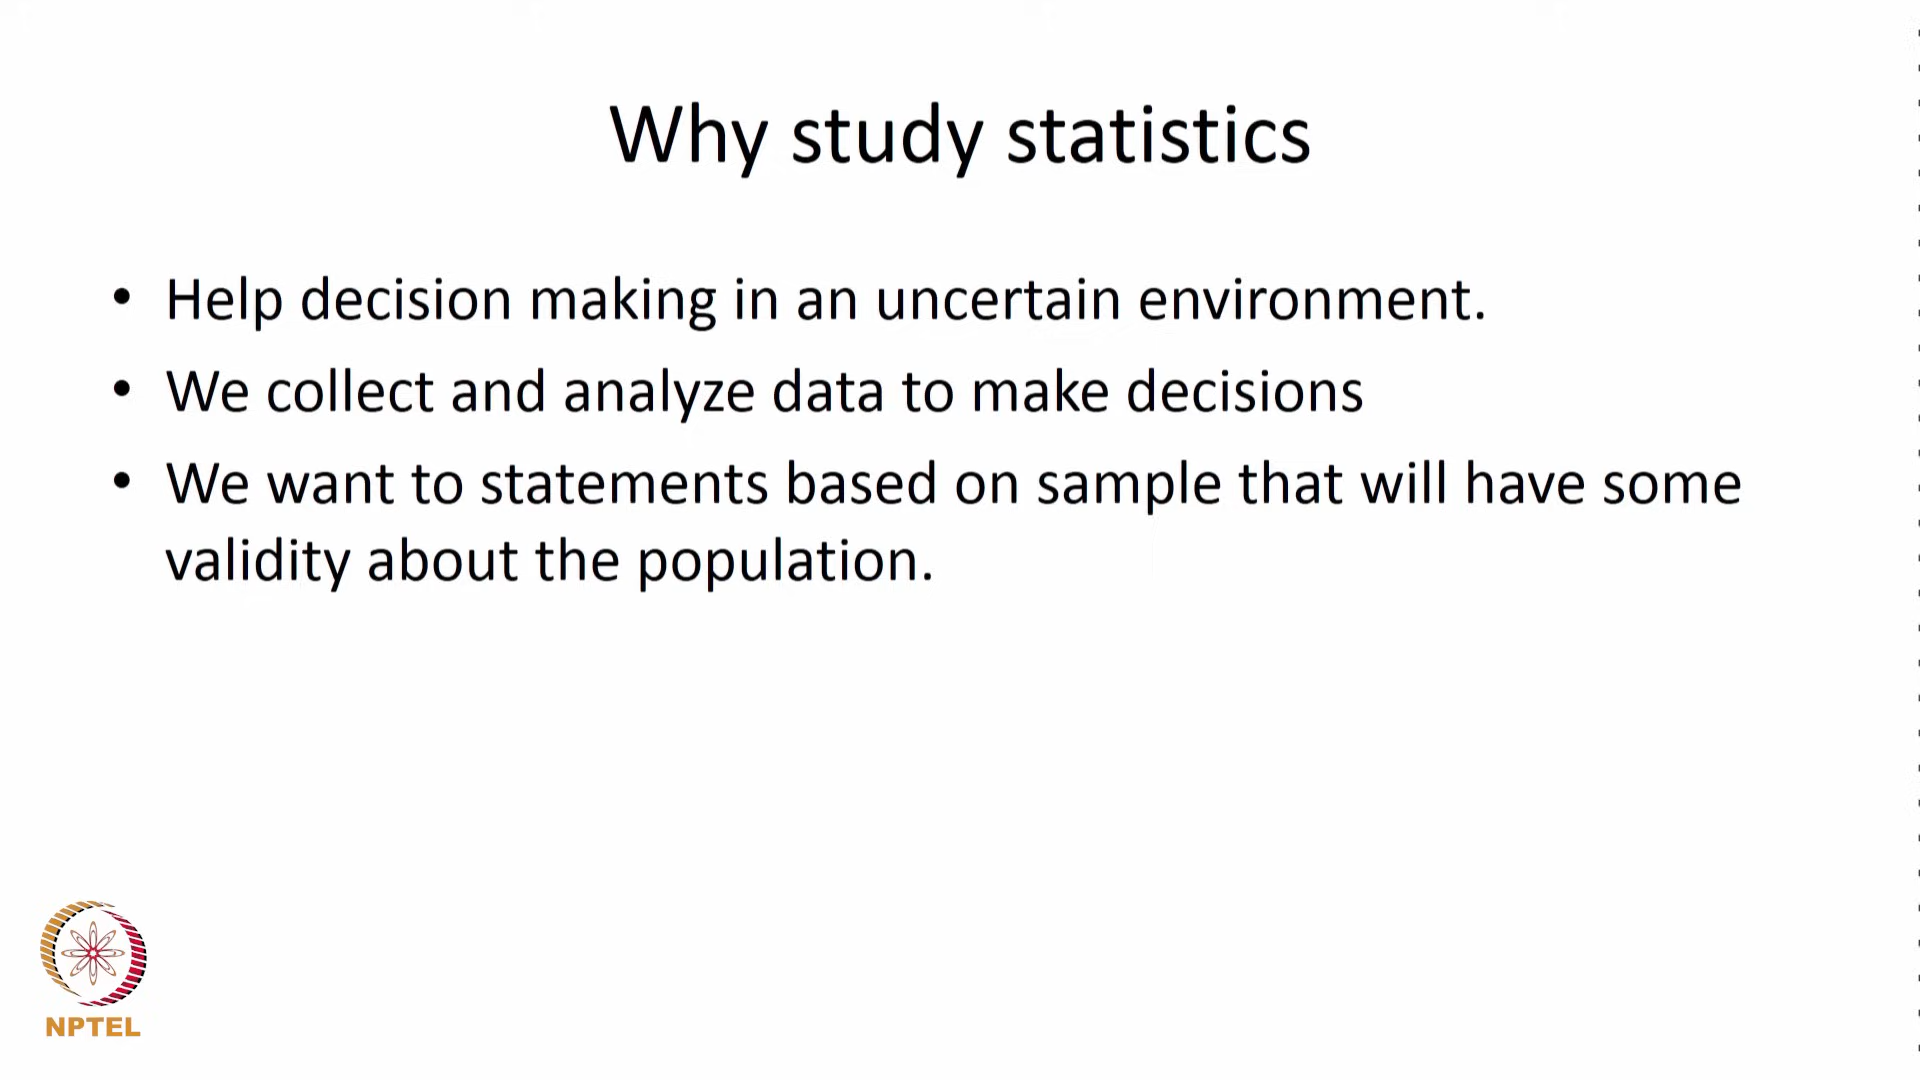 Why study statistics
• Help decision making in an uncertain environment.
• We collect and analyze data to make decisions
• We want to statements based on sample that will have some
validity about the population.
NPTEL